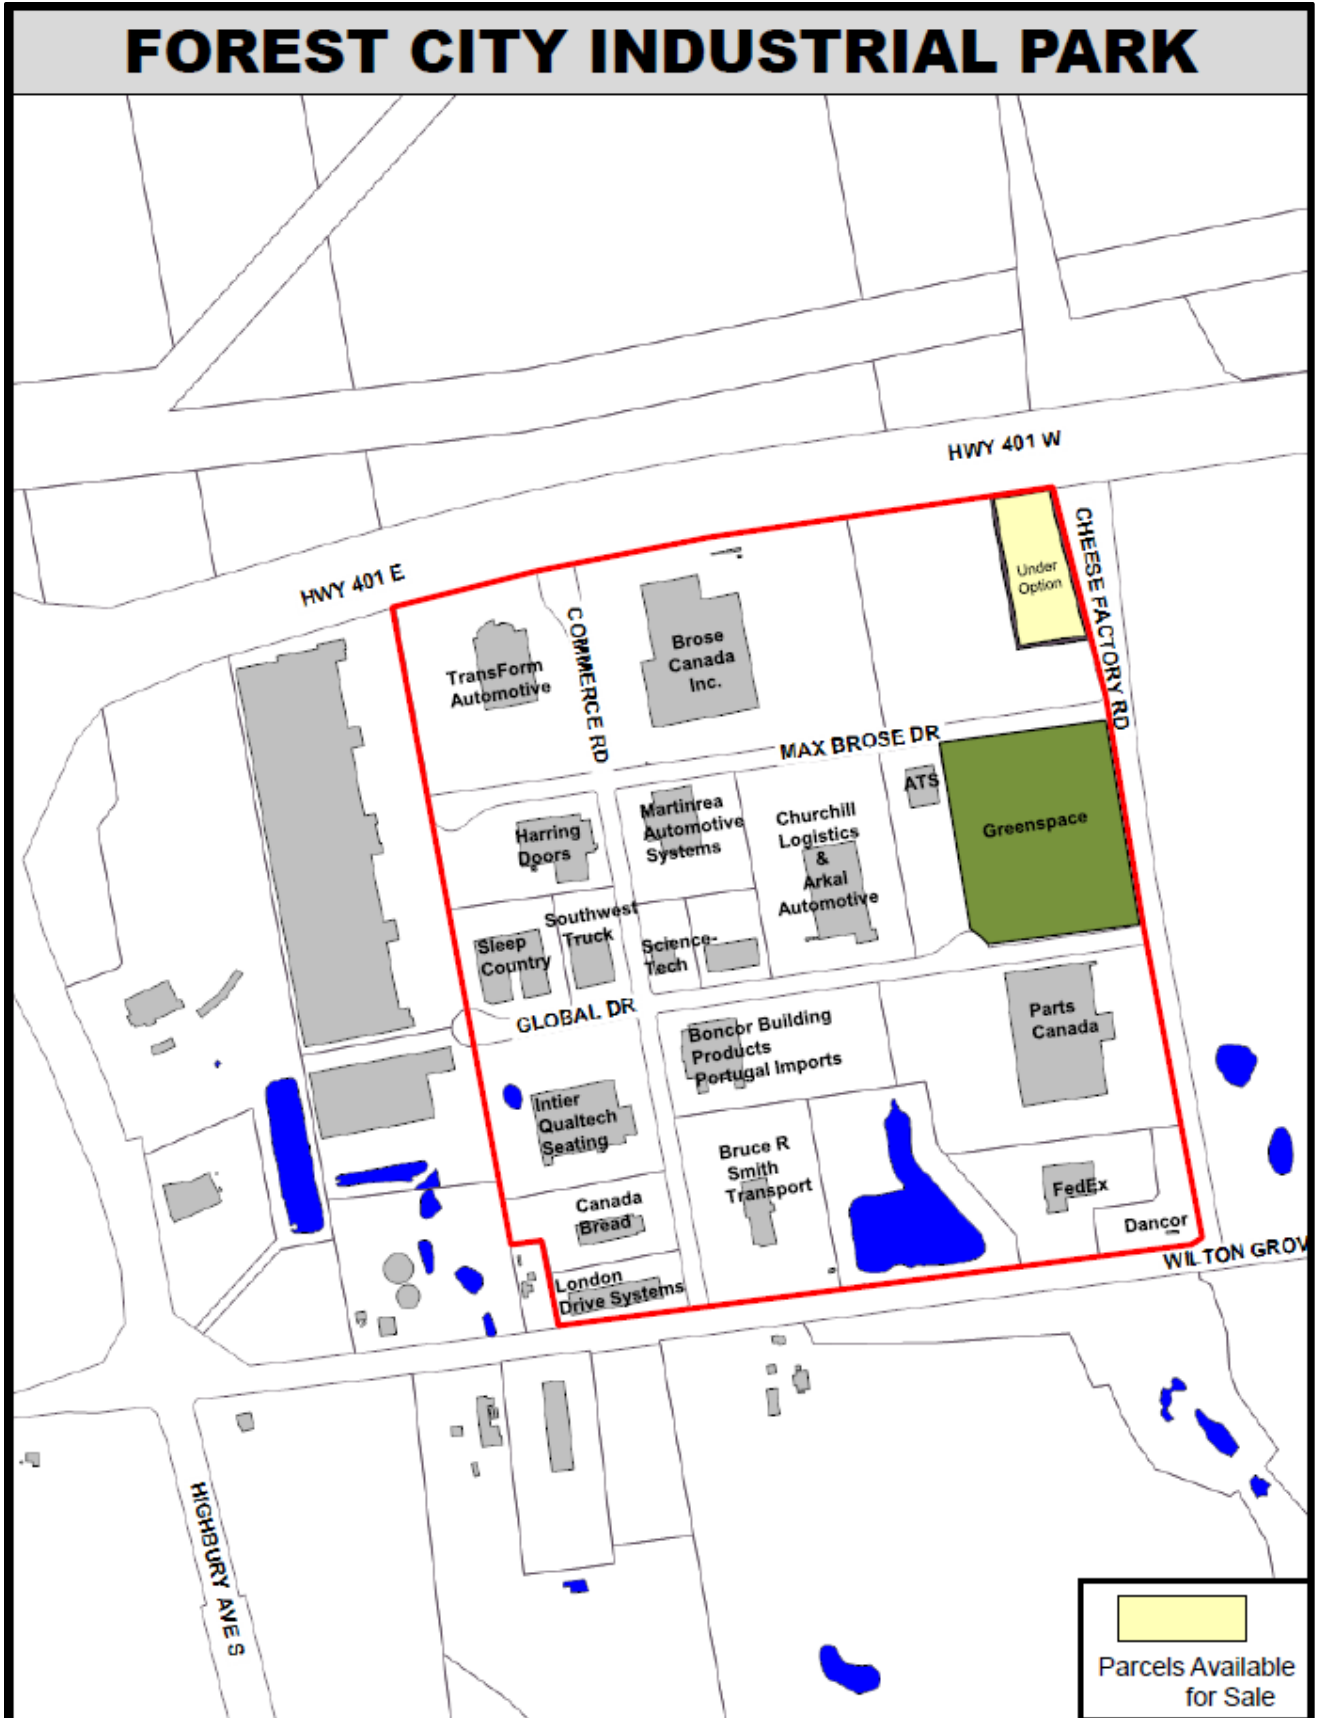 FOREST CITY INDUSTRIAL PARK
HWY 401 W
HWY 401 E
CHEESE FACTORY RD
Under
Option
COMMERCE RD
TransForm
Automotive
Brose
Canada
Inc.
MAX BROSE DR
ATS
Greenspace
Harring
Doors
Martinrea
Automotive
Systems
Churchill
Logistics
&
Arkal
Automotive
Sleep
Country
Southwest
Truck
Science-
Tech
GLOBAL DR
Boncor Building
Products
Portugal Imports
Parts
Canada
Intier
Qualtech
Seating
Bruce R
Smith
Transport
Canada
Bread
FedEx
Dancor
London
Drive Systems
WILTON GROV
HIGHBURY AVE S
Parcels Available
for Sale